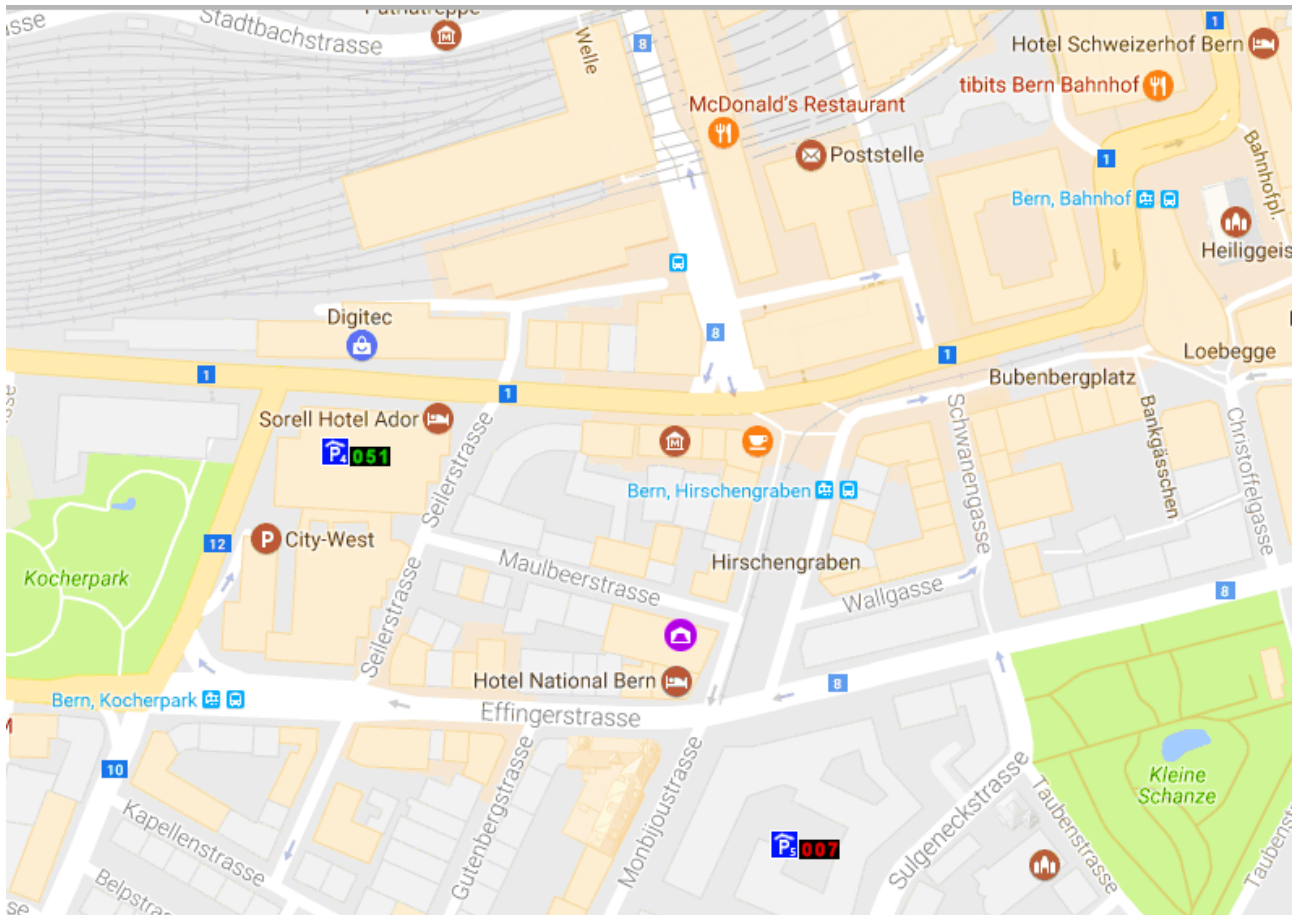 Stadtbachstrasse
Welle
8
1
Hotel Schweizerhof Bern
tibits Bern Bahnhof
McDonald's Restaurant
Poststelle
1
Bahnhofpl.
Bern, Bahnhof
Heiliggeis
Digitec
8
1
Loebegge
1
1
Bubenbergplatz
Sorell Hotel Ador
P4 051
Seilerstrasse
Schwanengasse
Bankgässchen
Christoffelgasse
Bern, Hirschengraben
P City-West
12
Kocherpark
Maulbeerstrasse
Hirschengraben
Wallgasse
8
Seilerstrasse
Hotel National Bern
8
Bern, Kocherpark
Effingerstrasse
M
10
Kapellenstrasse
Gutenbergstrasse
Monbijoustrasse
Sulgeneckstrasse
Taubenstrasse
Kleine
Schanze
P5 007
Belpstra
Taubenst
se